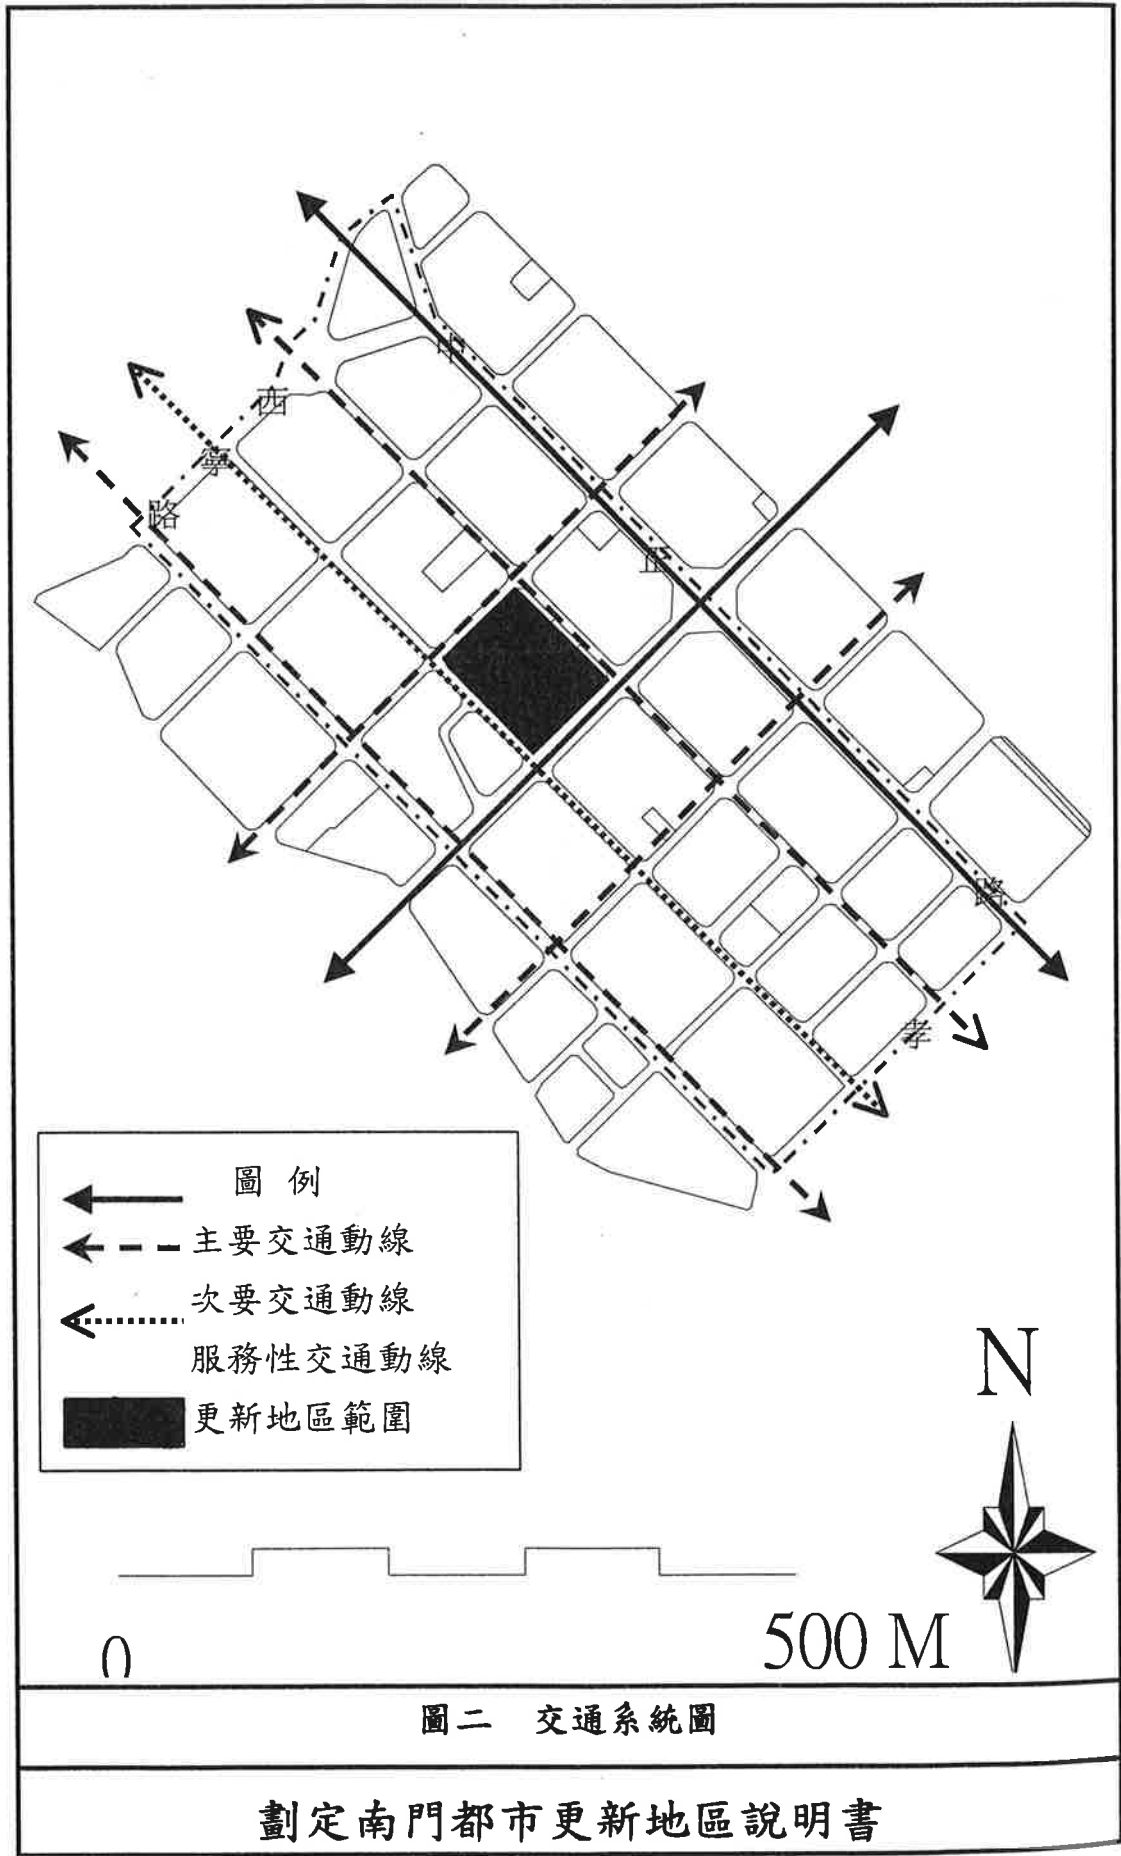 中
西
寧
路
正
路
孝
圖 例
主要交通動線
次要交通動線
服務性交通動線
更新地區範圍
N
0
500 M
圖二 交通系統圖
劃定南門都市更新地區說明書